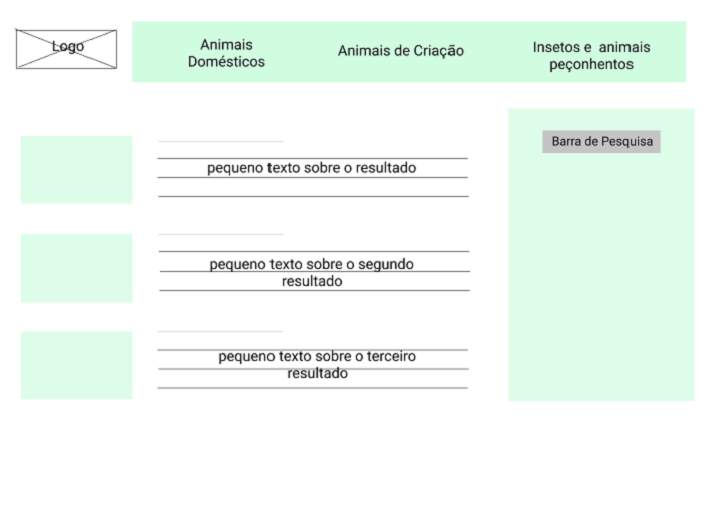 Logo
Animais
Domésticos
Animais de Criação
Insetos e animais
peçonhentos
Barra de Pesquisa
pequeno texto sobre o resultado
pequeno texto sobre o segundo
resultado
pequeno texto sobre o terceiro
resultado